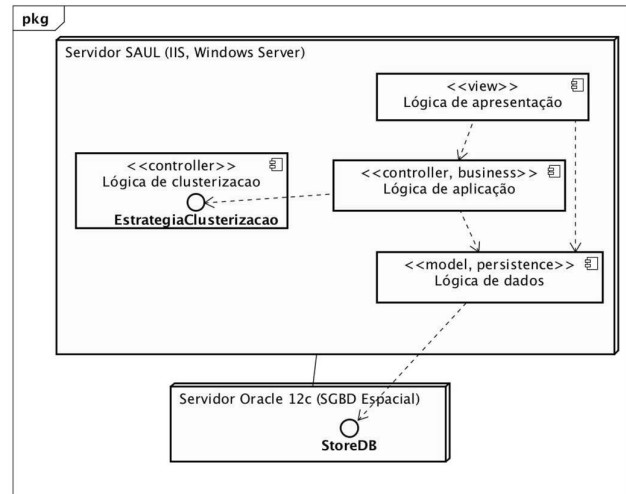 pkg
Servidor SAUL (IIS, Windows Server)
<<view>>
Lógica de apresentação
<<controller>>
Lógica de clusterizacao
EstrategiaClusterizacao
<<controller, business>>
Lógica de aplicação
<<model, persistence>>
Lógica de dados
Servidor Oracle 12c (SGBD Espacial)
StoreDB